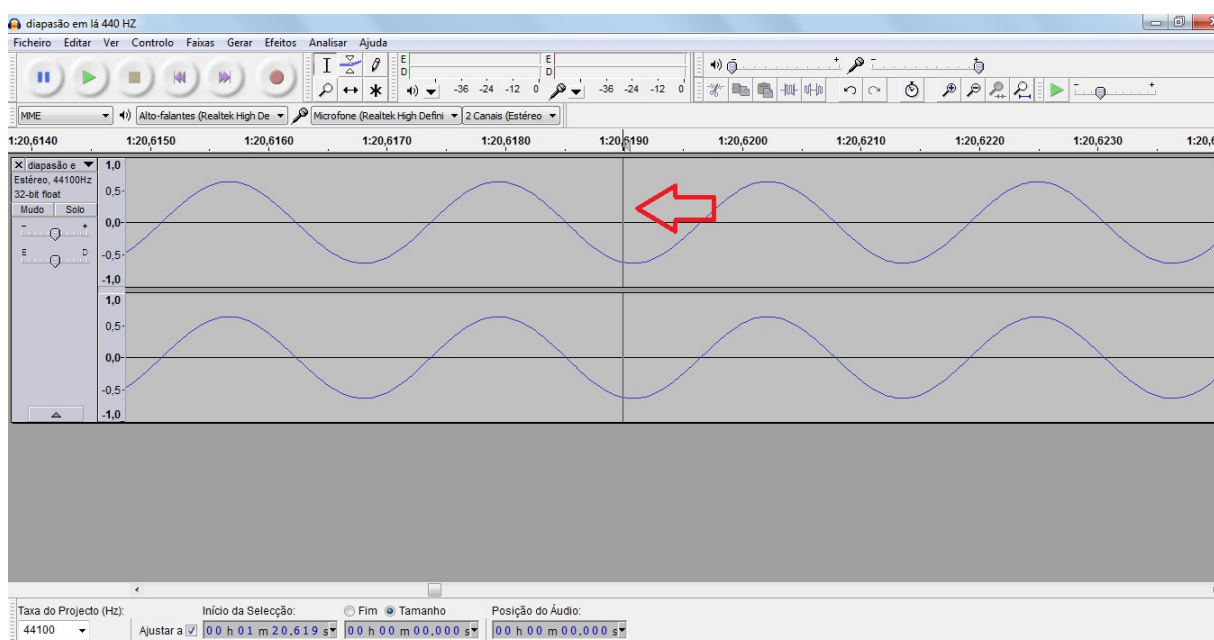 diapasão em lá 440 HZ
Ficheiro Editar Ver Controlo Faixas Gerar Efeitos Analisar Ajuda
E E
D D
-36 -24 -12 0 -36 -24 -12 0
MME Alto-falantes (Realtek High De Microfone (Realtek High Defini 2 Canais (Estéreo
1:20,6140 1:20,6150 1:20,6160 1:20,6170 1:20,6180 1:20,6190 1:20,6200 1:20,6210 1:20,6220 1:20,6230 1:20,6
diapasão e 1,0
Estéreo, 44100Hz
32-bit float 0,5-
Mudo Solo
- + 0,0-
E D -0,5-
-1,0
1,0
0,5-
0,0-
-0,5-
-1,0
Taxa do Projecto (Hz): Início da Selecção: Fim Tamanho Posição do Áudio:
44100 Ajustar a 00 h 01 m 20,619 s 00 h 00 m 00,000 s 00 h 00 m 00,000 s